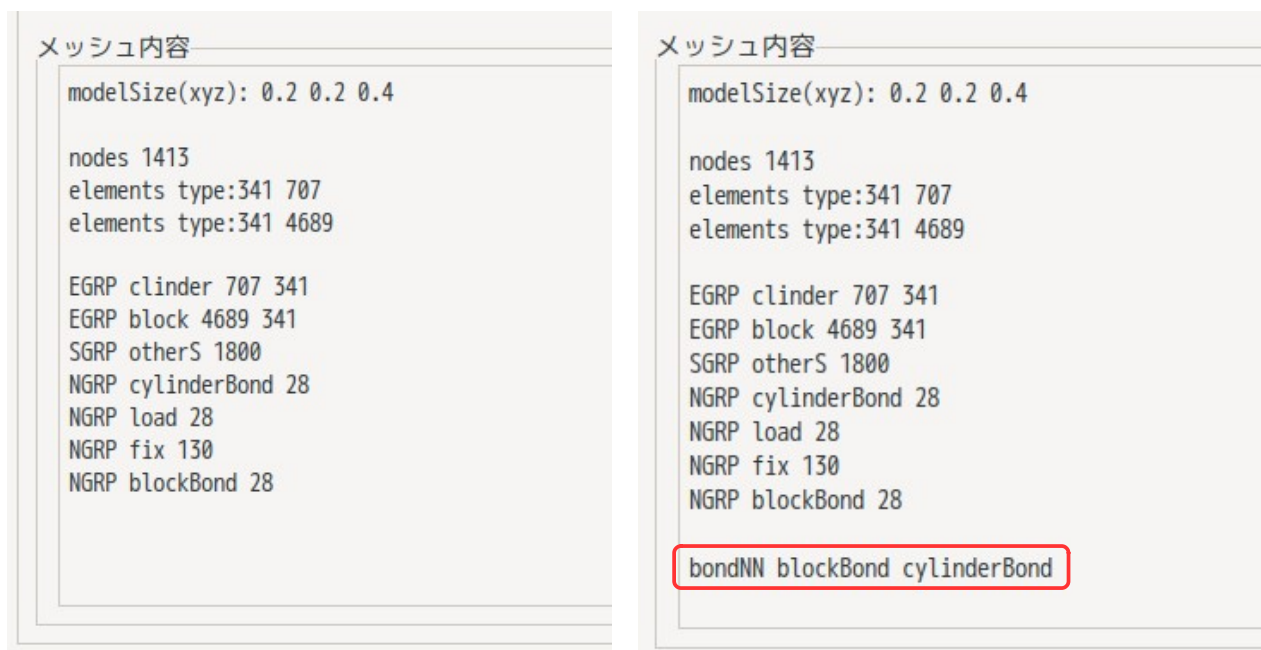 メッシュ内容
modelSize(xyz): 0.2 0.2 0.4
nodes 1413
elements type:341 707
elements type:341 4689
EGRP clinder 707 341
EGRP block 4689 341
SGRP otherS 1800
NGRP cylinderBond 28
NGRP load 28
NGRP fix 130
NGRP blockBond 28
メッシュ内容
modelSize(xyz): 0.2 0.2 0.4
nodes 1413
elements type:341 707
elements type:341 4689
EGRP clinder 707 341
EGRP block 4689 341
SGRP otherS 1800
NGRP cylinderBond 28
NGRP load 28
NGRP fix 130
NGRP blockBond 28
bondNN blockBond cylinderBond